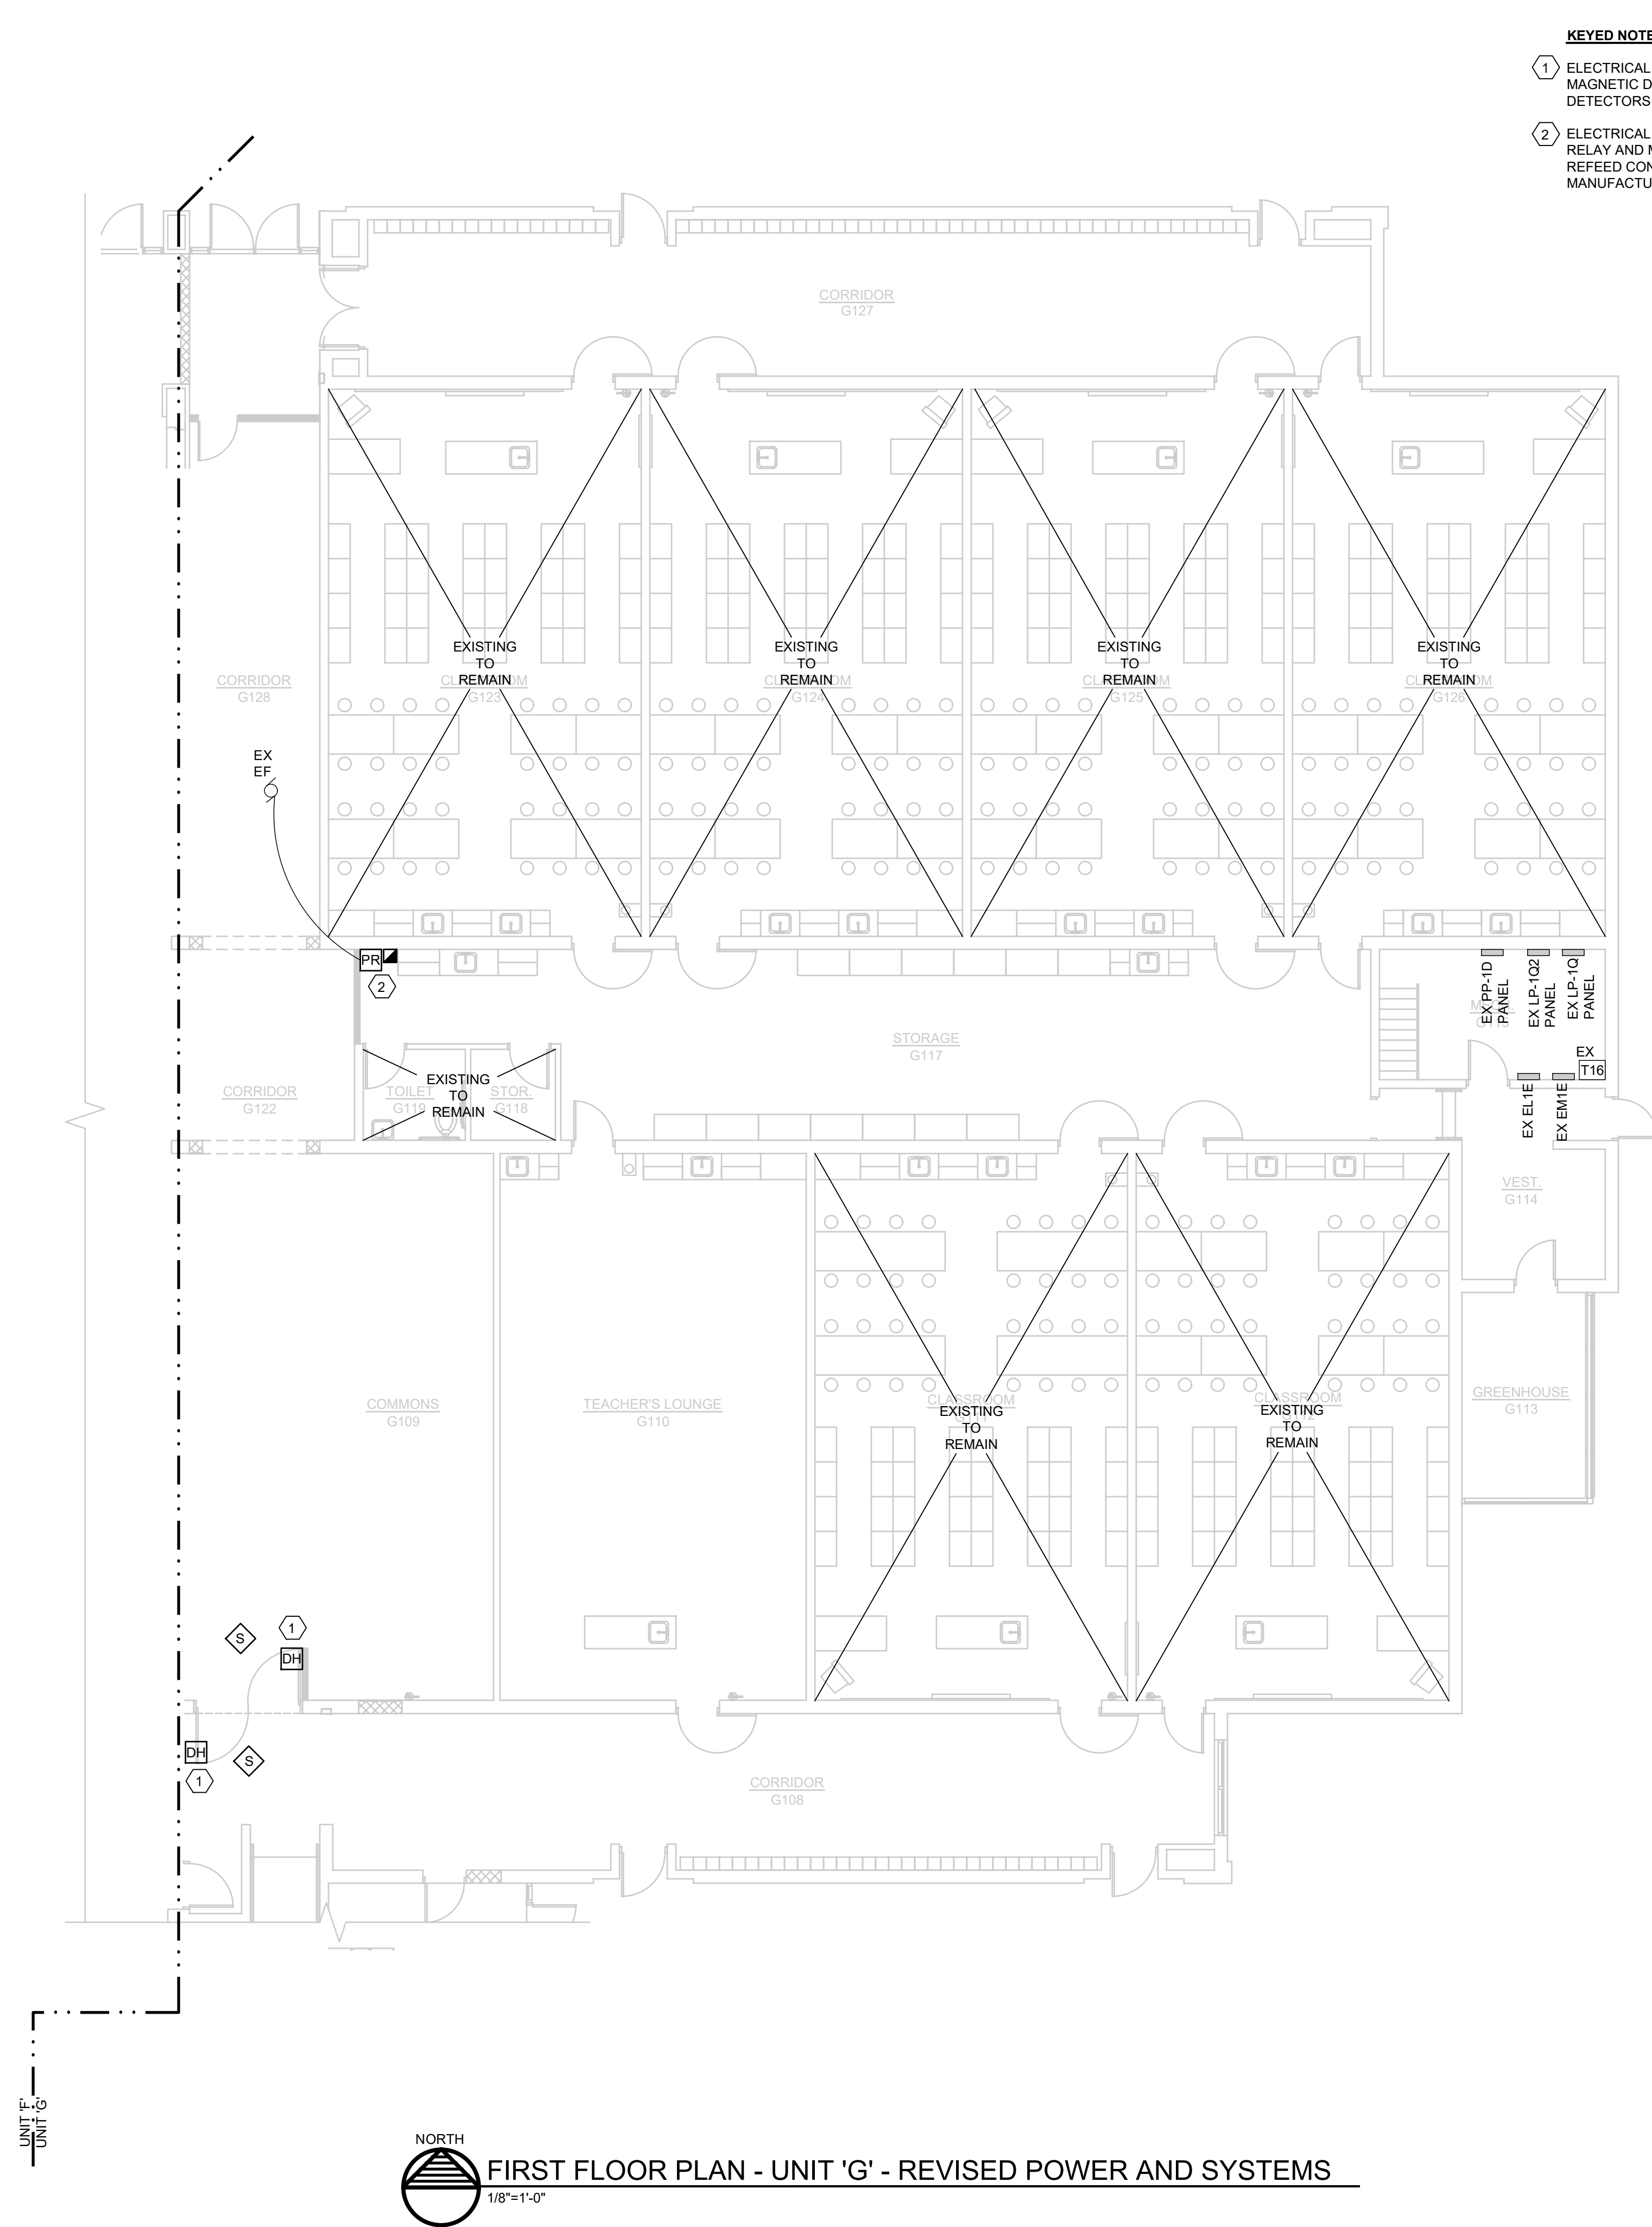 KEYED NOTE
1
ELECTRICAL
MAGNETIC D
DETECTORS
2
ELECTRICAL
RELAY AND M
REFEED CON
MANUFACTU
CORRIDOR
G127
EXISTING
TO
REMAIN
G123
EXISTING
TO
REMAIN
G124
EXISTING
TO
REMAIN
G125
EXISTING
TO
REMAIN
G126
CORRIDOR
G128
EX
EF
PR
2
EX PP-1D
PANEL
EX LP-1Q2
PANEL
EX LP-1Q
PANEL
EX
T16
EX EL1E
EX EM1E
STORAGE
G117
CORRIDOR
G122
TOILET
G119
STOR.
G118
EXISTING
TO
REMAIN
VEST.
G114
COMMONS
G109
TEACHER'S LOUNGE
G110
CLASSROOM
EXISTING
TO
REMAIN
CLASSROOM
EXISTING
TO
REMAIN
GREENHOUSE
G113
S
1
DH
DH
S
1
CORRIDOR
G108
UNIT 'F'
UNIT 'G'
NORTH
FIRST FLOOR PLAN - UNIT 'G' - REVISED POWER AND SYSTEMS
1/8"=1'-0"